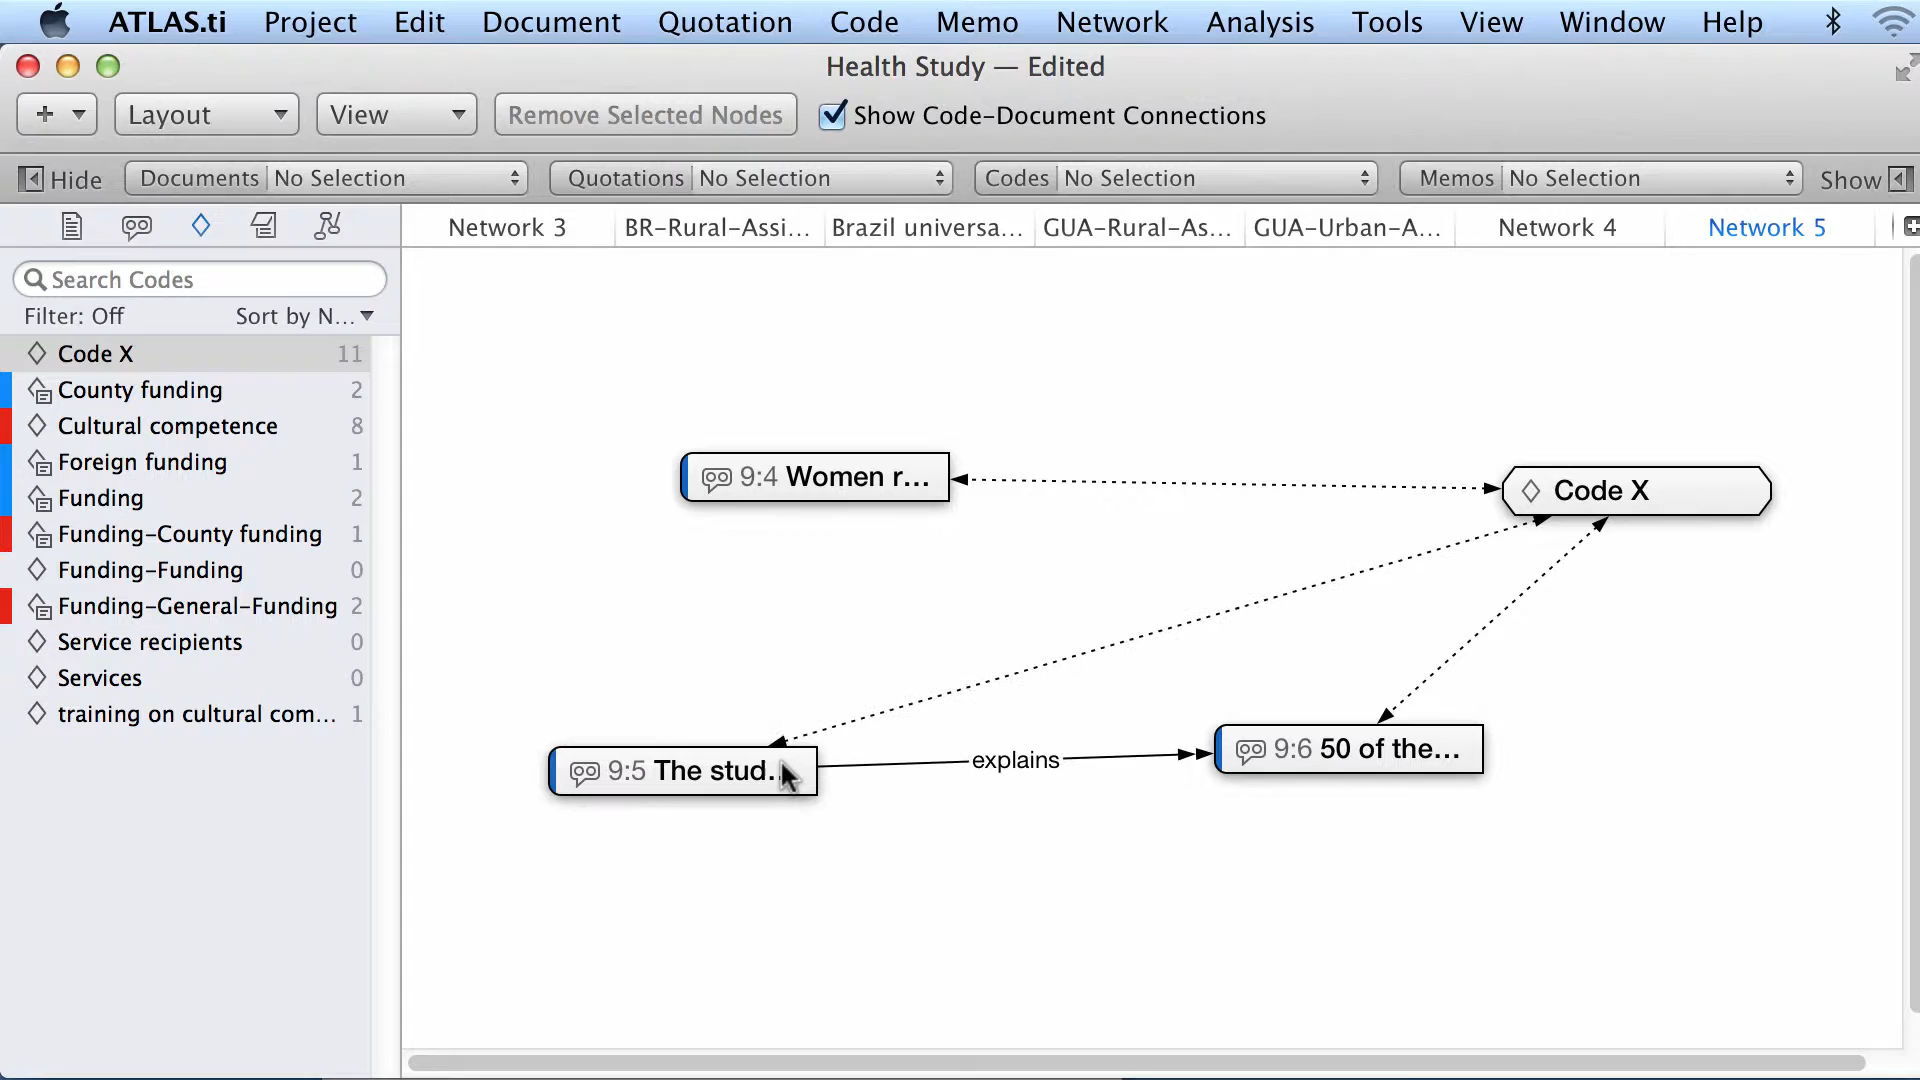 ATLAS.ti Project Edit Document Quotation Code Memo Network Analysis Tools View Window Help
Health Study — Edited
+ Layout View Remove Selected Nodes Show Code-Document Connections
Hide Documents No Selection Quotations No Selection Codes No Selection Memos No Selection Show
Network 3 BR-Rural-Assi... Brazil universa... GUA-Rural-As... GUA-Urban-A... Network 4 Network 5
Search Codes
Filter: Off Sort by N...
Code X 11
County funding 2
Cultural competence 8
Foreign funding 1
Funding 2
Funding-County funding 1
Funding-Funding 0
Funding-General-Funding 2
Service recipients 0
Services 0
training on cultural com... 1
9:4 Women r...
Code X
9:5 The stud..
explains
9:6 50 of the...